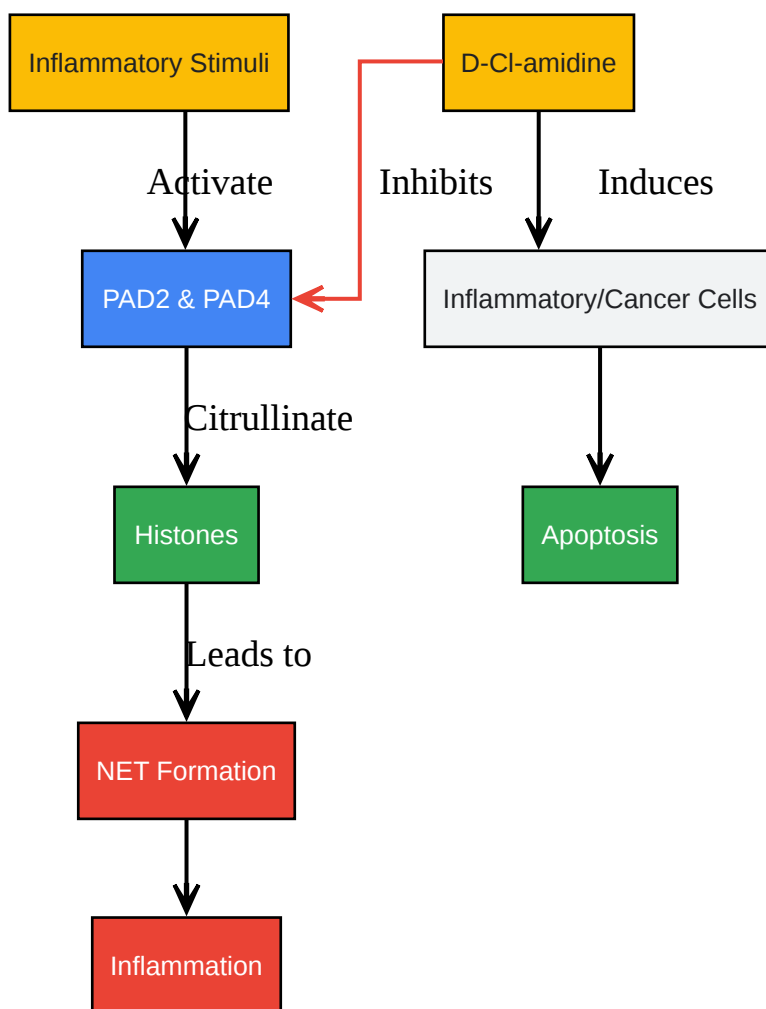 Inflammatory Stimuli
D-Cl-amidine
Activate
Inhibits
Induces
PAD2 & PAD4
Inflammatory/Cancer Cells
Citrullinate
Histones
Apoptosis
Leads to
NET Formation
Inflammation